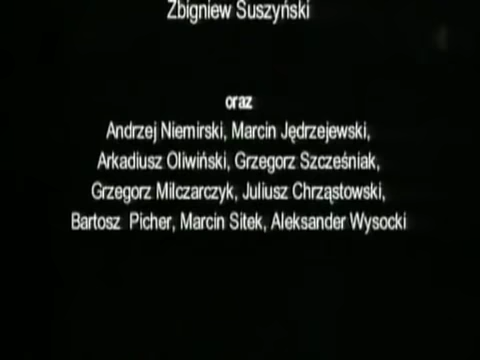 Zbigniew Suszyński
oraz
Andrzej Niemirski, Marcin Jędrzejewski,
Arkadiusz Oliwiński, Grzegorz Szcześniak,
Grzegorz Milczarczyk, Juliusz Chrząstowski,
Bartosz Picher, Marcin Sitek, Aleksander Wysocki